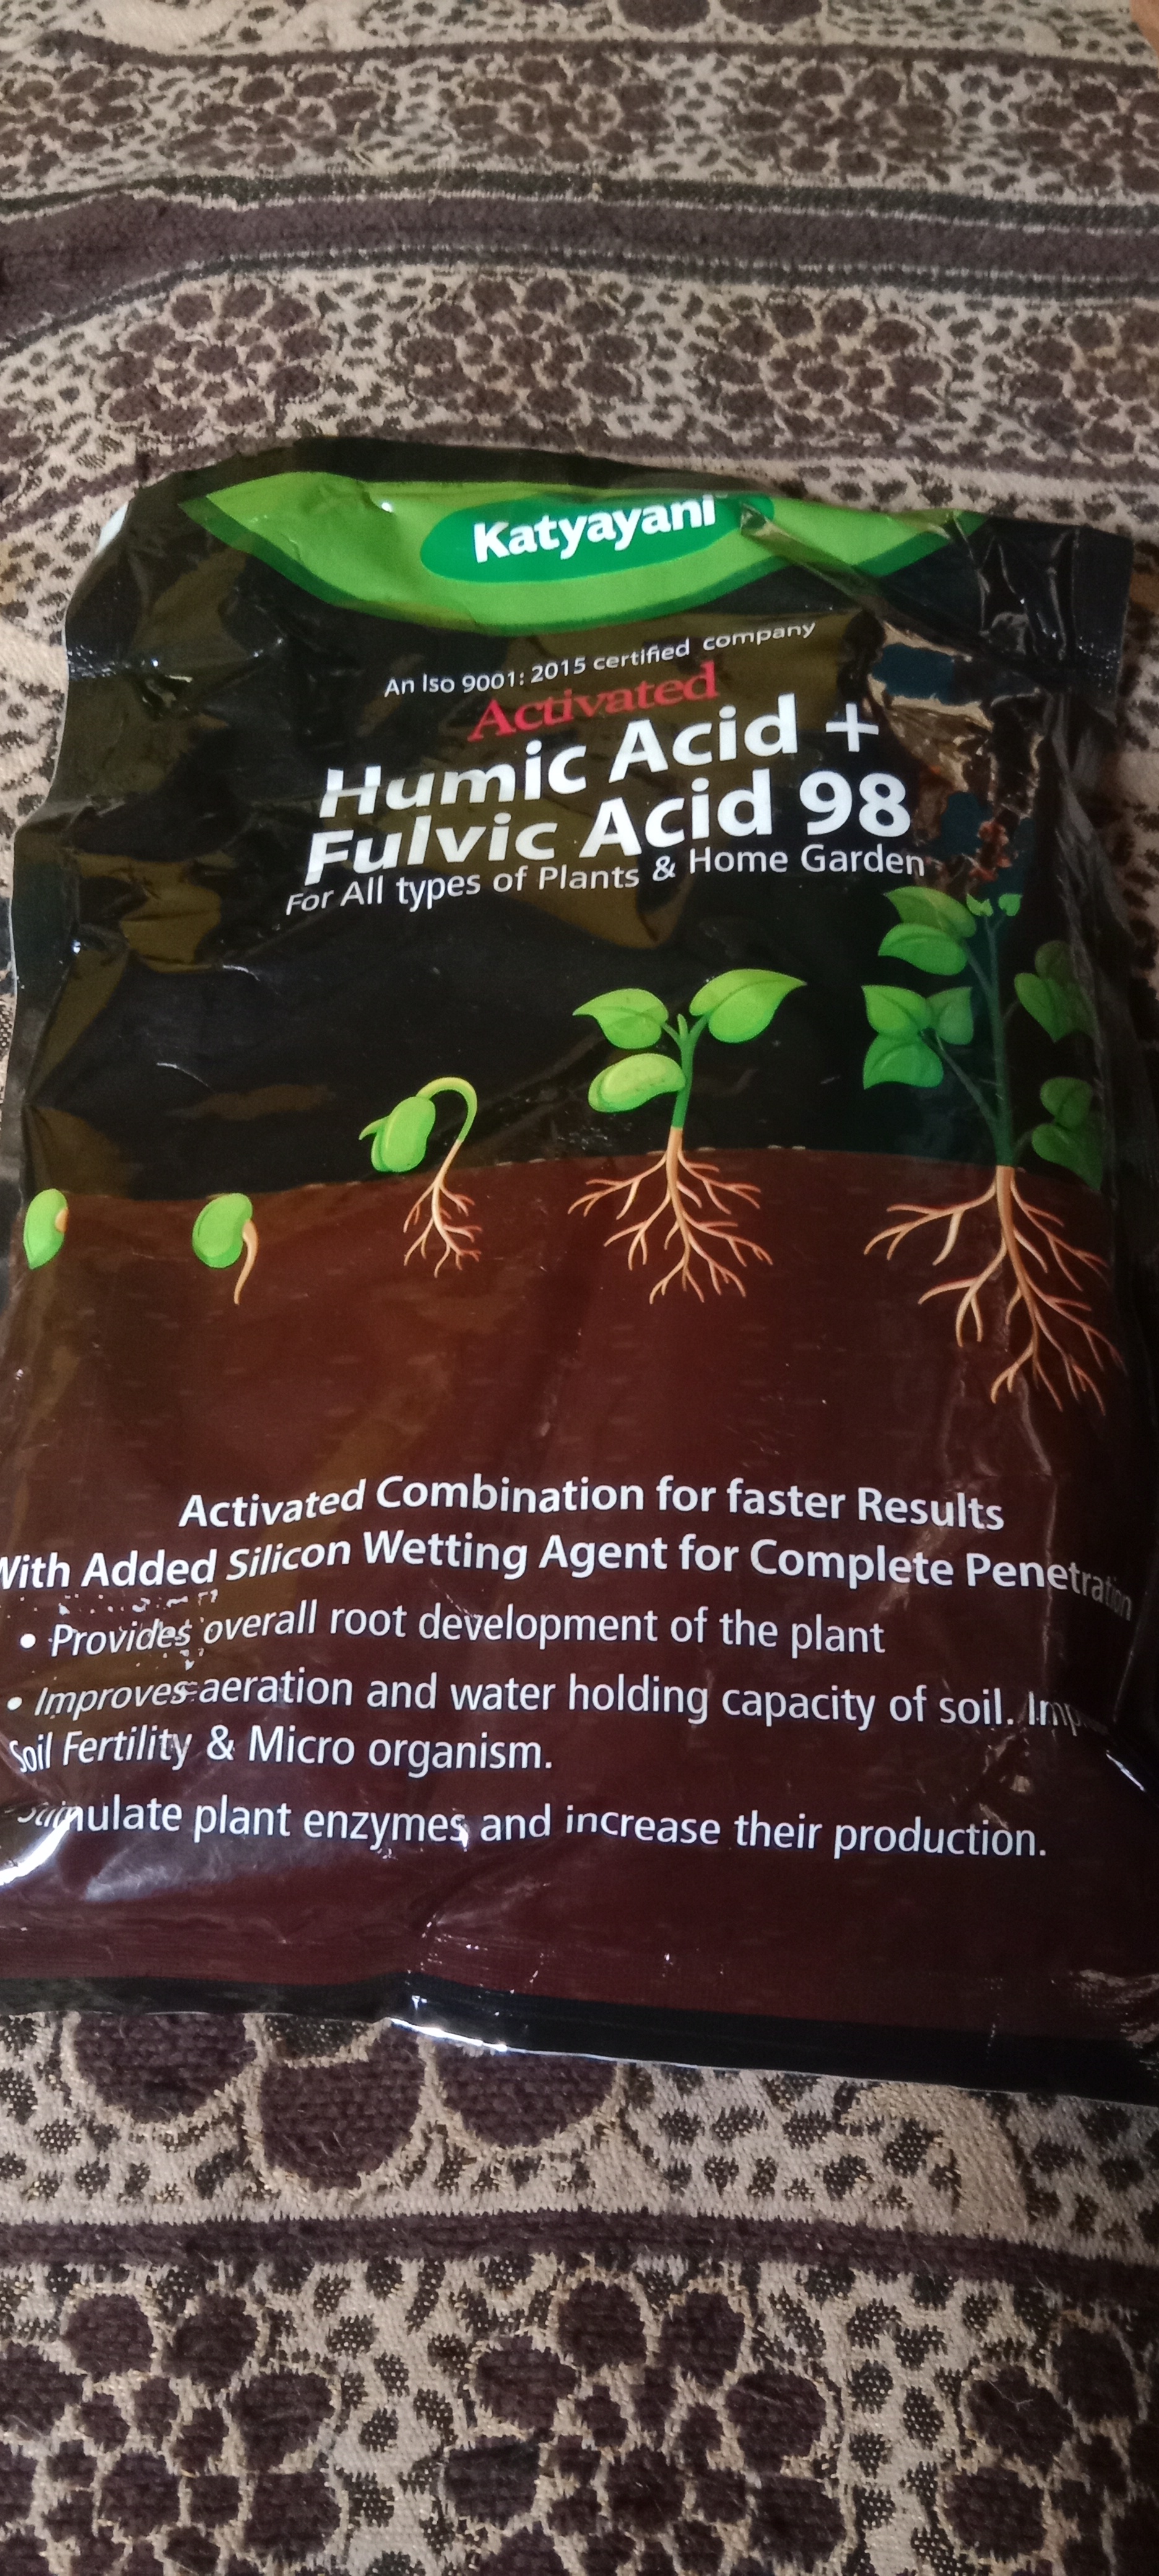 Katyayani
An Iso 9001: 2015 certified company
Activated
Humic Acid +
Fulvic Acid 98
For All types of Plants & Home Garden
Activated Combination for faster Results
With Added Silicon Wetting Agent for Complete Penetration
• Provides overall root development of the plant
• Improves aeration and water holding capacity of soil.
Soil Fertility & Micro organism.
Stimulate plant enzymes and increase their production.